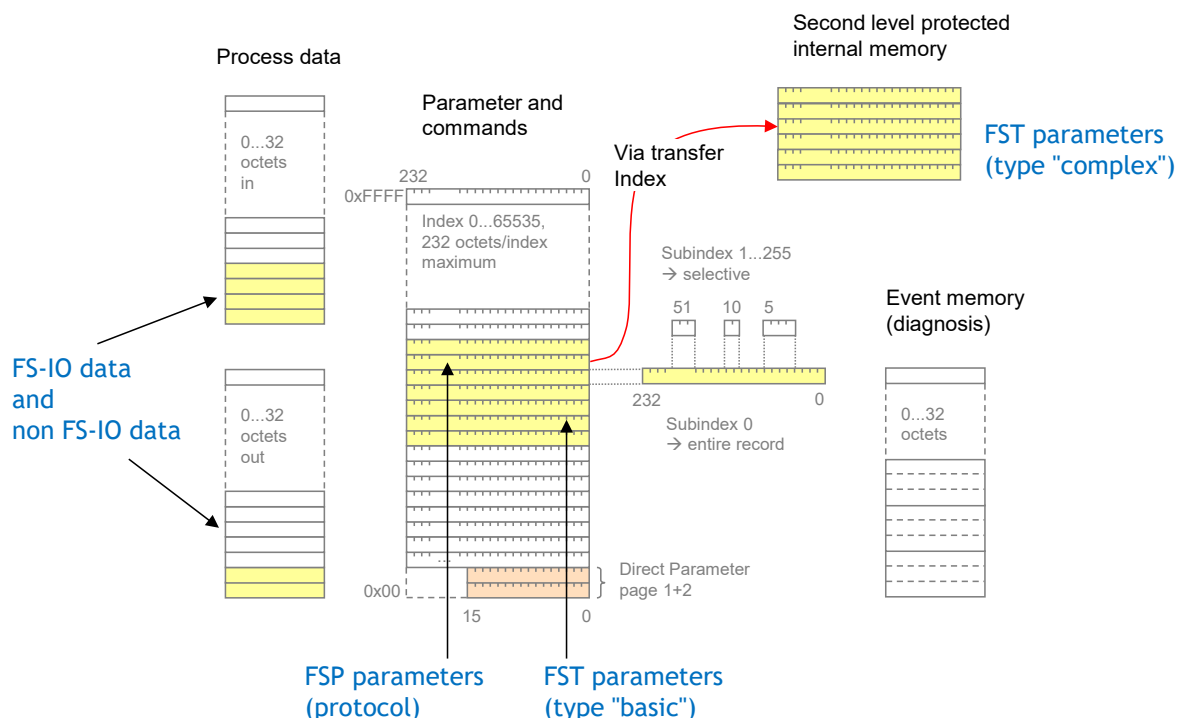 Process data
0...32
octets
in
0...32
octets
out
FS-IO data
and
non FS-IO data
Parameter and
commands
232
0
0xFFFF
Index 0...65535,
232 octets/index
maximum
...
0x00
15
0
Direct Parameter
page 1+2
FSP parameters
(protocol)
FST parameters
(type "basic")
Via transfer
Index
Second level protected
internal memory
FST parameters
(type "complex")
Subindex 1...255
→ selective
51
10
5
232
0
Subindex 0
→ entire record
Event memory
(diagnosis)
0...32
octets